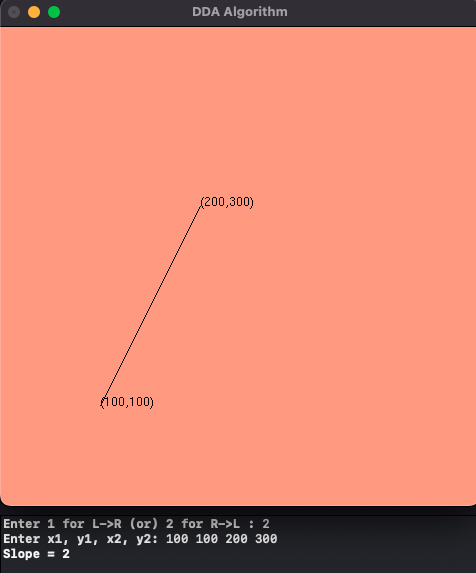 DDA Algorithm
(200,300)
(100,100)
Enter 1 for L->R (or) 2 for R->L : 2
Enter x1, y1, x2, y2: 100 100 200 300
Slope = 2